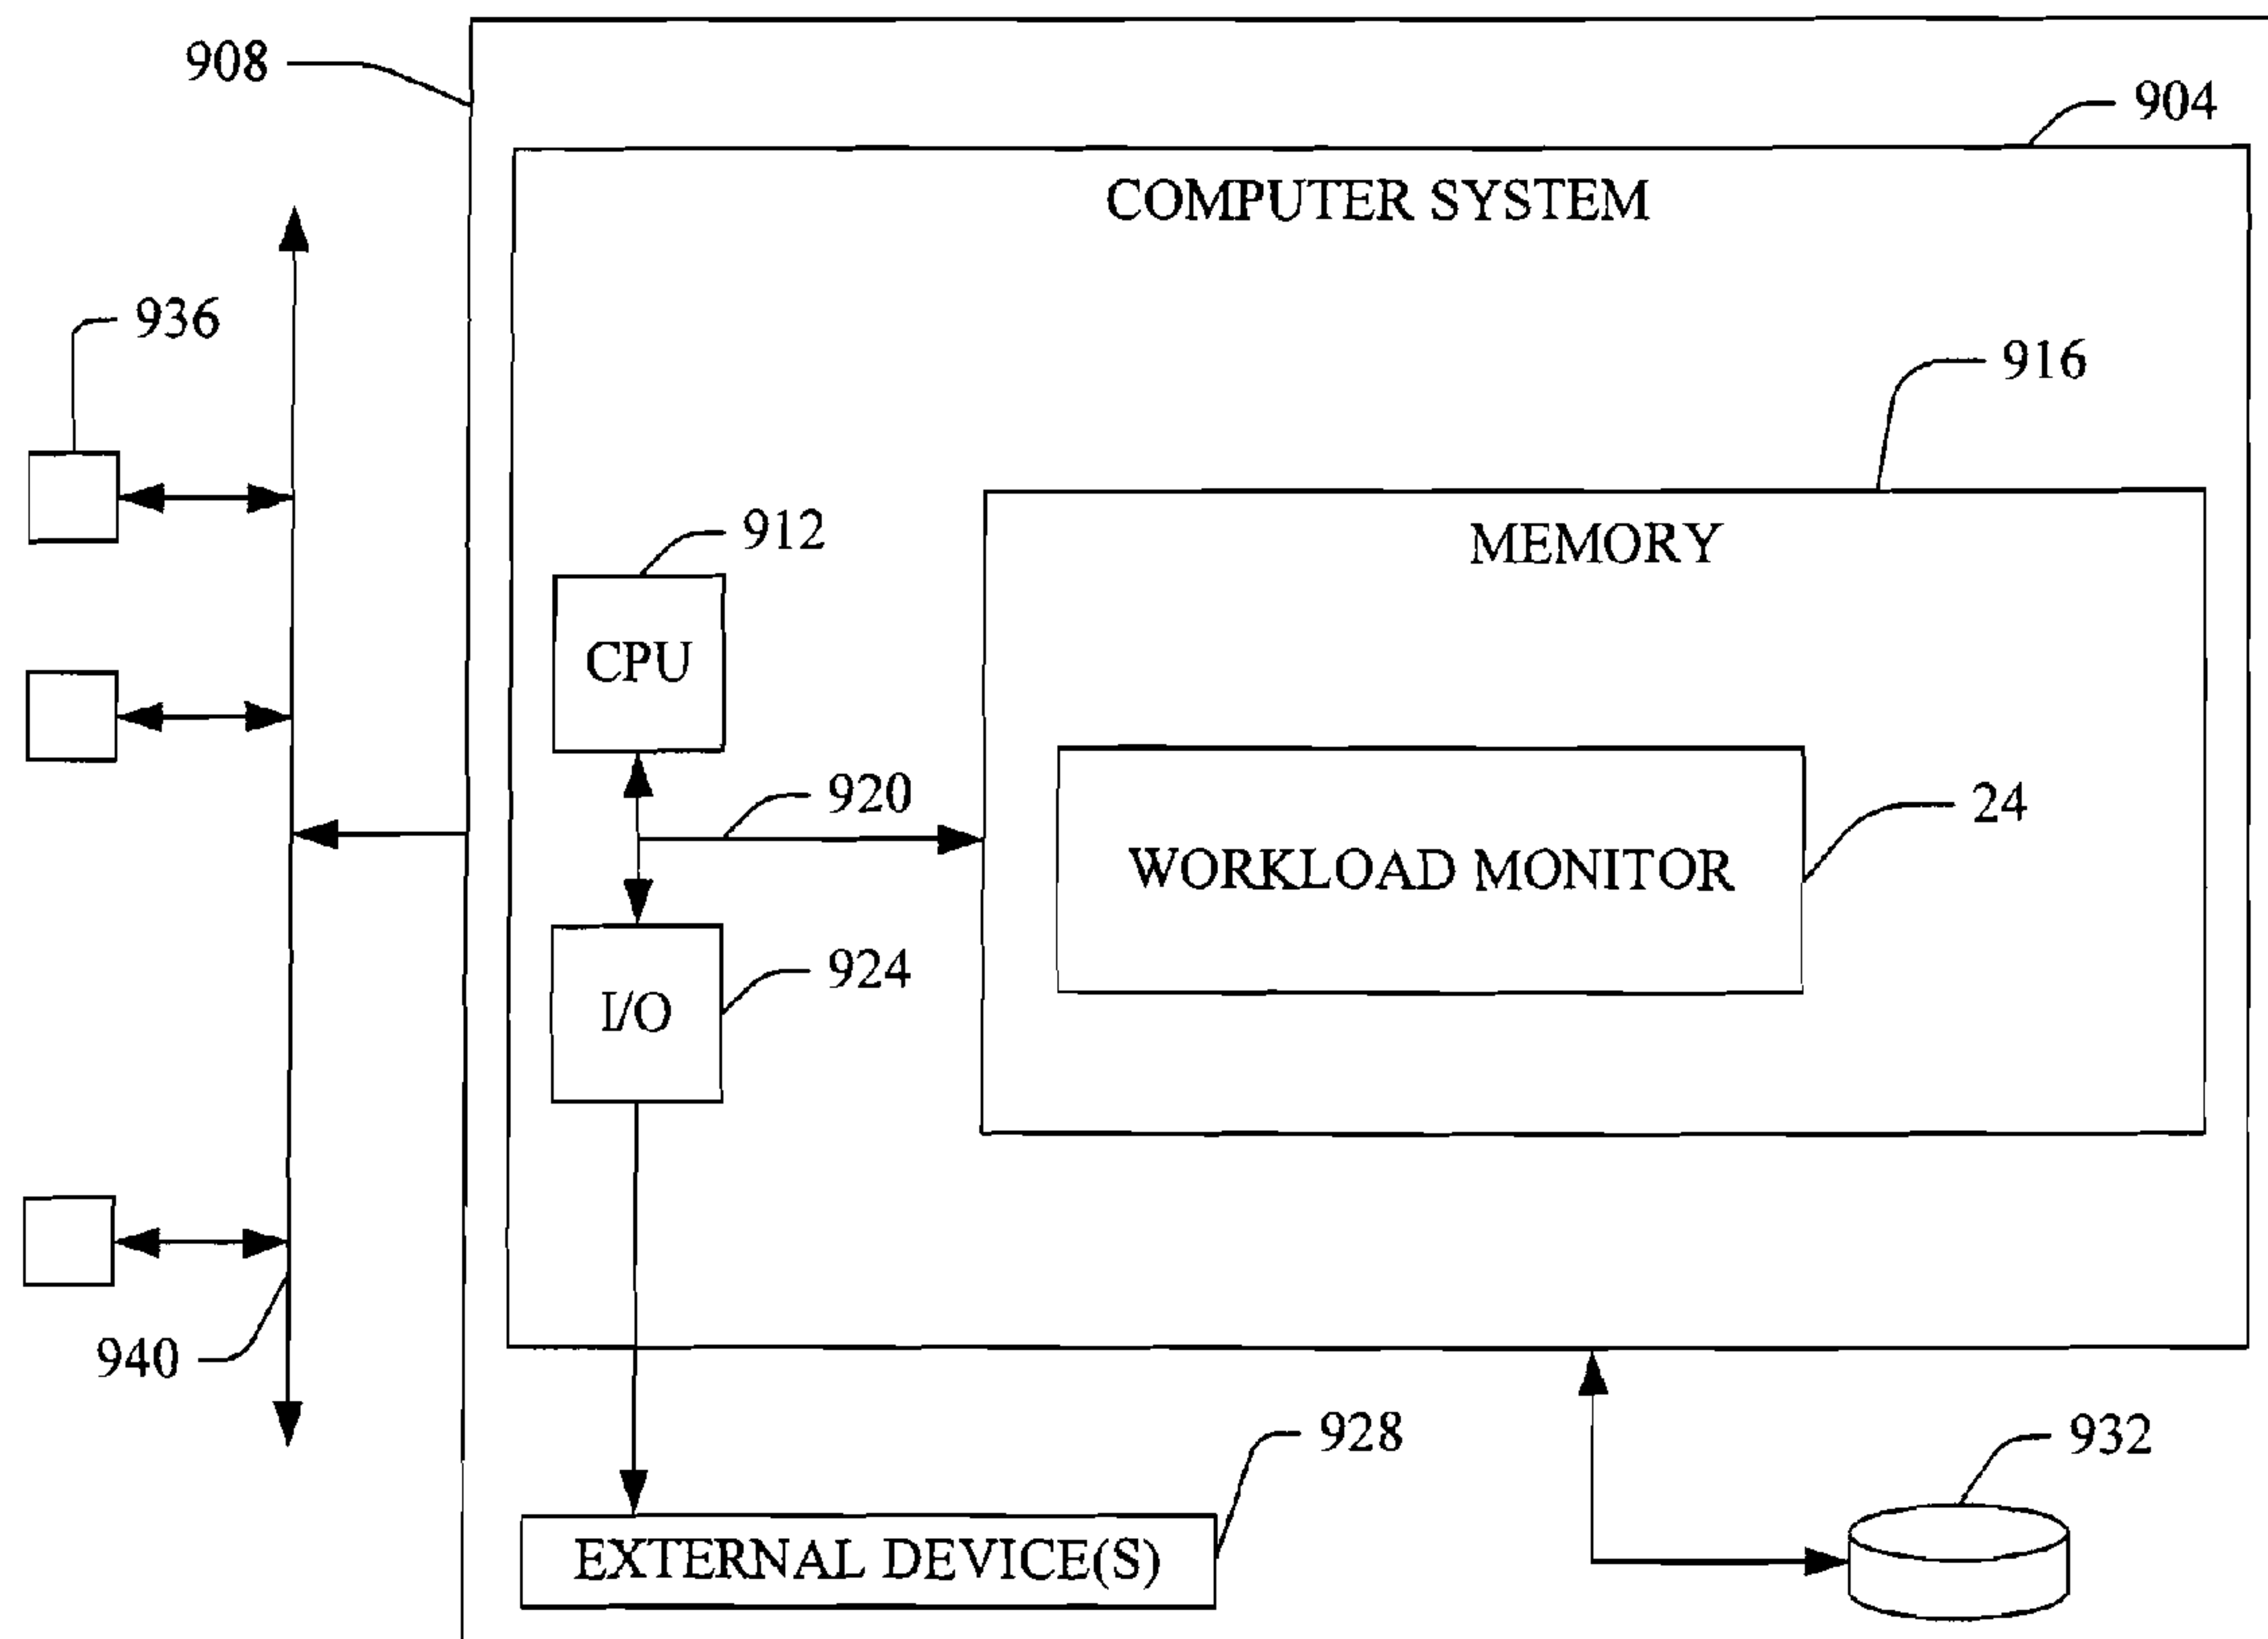 908
904
COMPUTER SYSTEM
936
916
912
MEMORY
CPU
920
24
WORKLOAD MONITOR
924
I/O
940
928
932
EXTERNAL DEVICE(S)